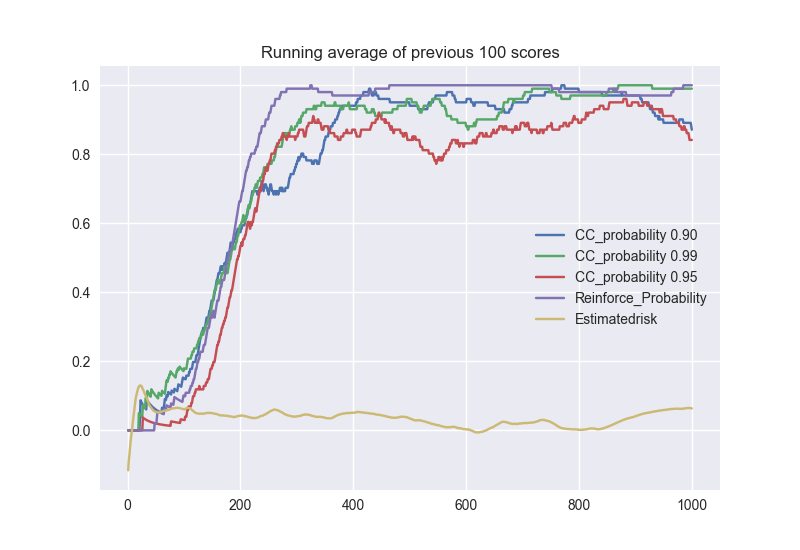 Running average of previous 100 scores
1.0
0.8
0.6
0.4
0.2
0.0
CC_probability 0.90
CC_probability 0.99
CC_probability 0.95
Reinforce_Probability
Estimatedrisk
0 200 400 600 800 1000